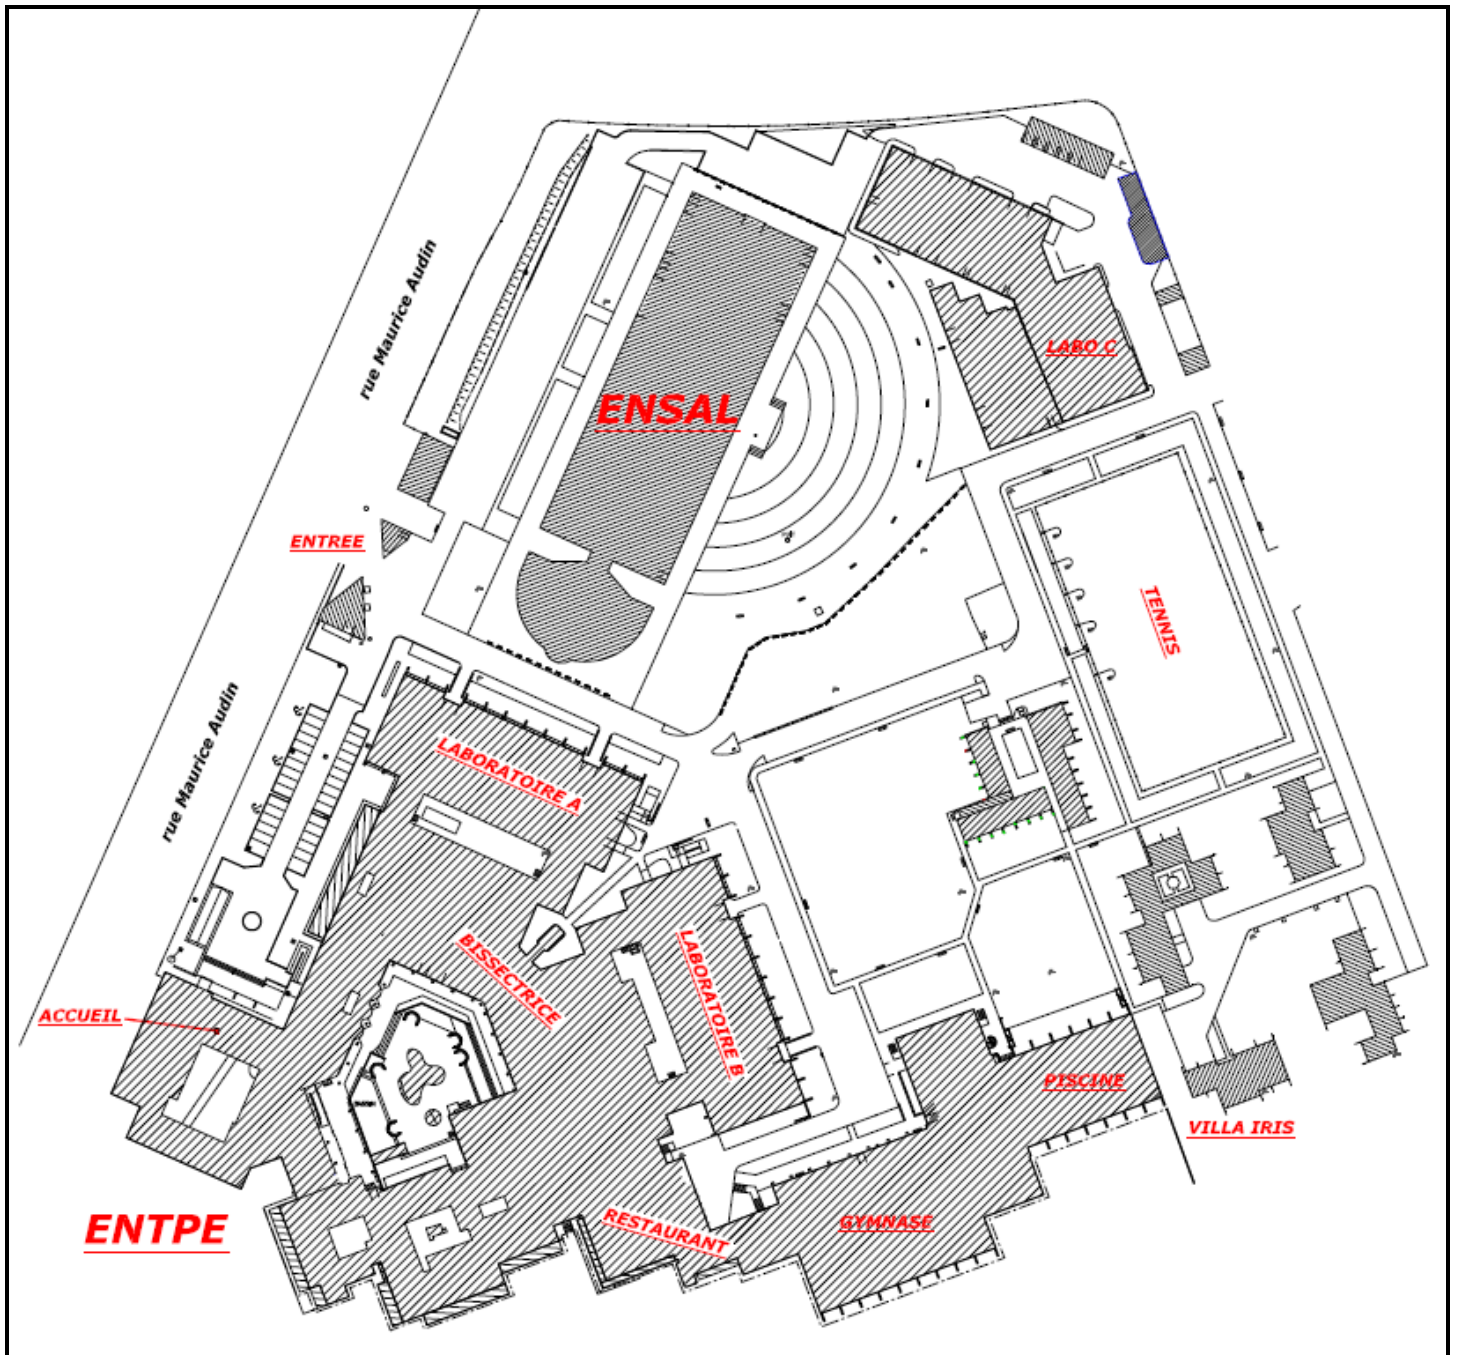 rue Maurice Audin
LABO C
ENSAL
ENTREE
TENNIS
rue Maurice Audin
LABORATOIRE A
BISSECTRICE
LABORATOIRE B
ACCUEIL
PISCINE
VILLA IRIS
ENTPE
RESTAURANT
GYMNASE